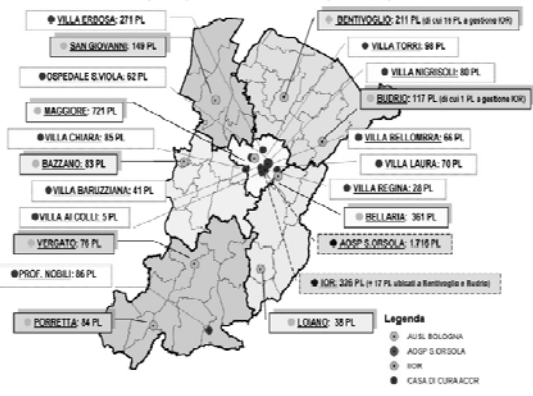 VILLA ERBOSA: 271 PL
BENTIVOGLIO: 211 PL (di cui 16 PL a gestione IOR)
SAN GIOVANNI: 149 PL
VILLA TORRI: 98 PL
OSPEDALE S.VIOLA: 62 PL
VILLA NIGRISOLI: 80 PL
BUDRIO: 117 PL (di cui 1 PL a gestione IOR)
MAGGIORE: 721 PL
VILLA CHIARA: 85 PL
VILLA BELLOMBRA: 66 PL
BAZZANO: 83 PL
VILLA LAURA: 70 PL
VILLA BARUZZIANA: 41 PL
VILLA REGINA: 28 PL
VILLA AI COLLI: 5 PL
BELLARIA: 361 PL
VERGATO: 76 PL
AOSP S.ORSOLA: 1.716 PL
PROF. NOBILI: 86 PL
IOR: 326 PL (+ 17 PL ubicati a Bentivoglio e Budrio)
PORRETTA: 84 PL
LOIANO: 38 PL
Legenda
AUSL BOLOGNA
AOSP S.ORSOLA
IIOR
CASA DI CURA ACCR